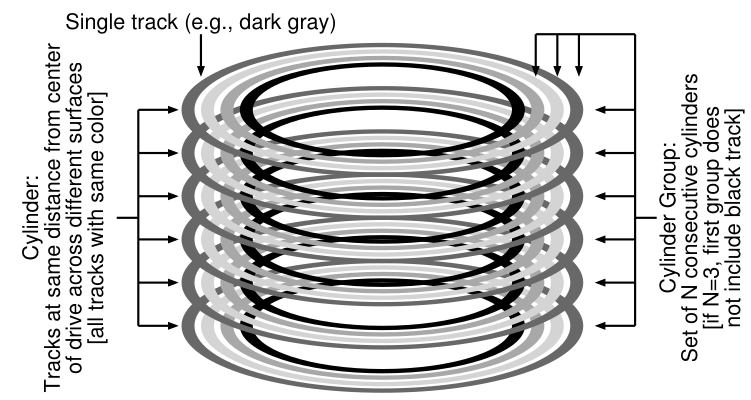 Single track (e.g., dark gray)
Cylinder:
Tracks at same distance from center
of drive across different surfaces
[all tracks with same color]
Cylinder Group:
Set of N consecutive cylinders
[if N=3, first group does
not include black track]